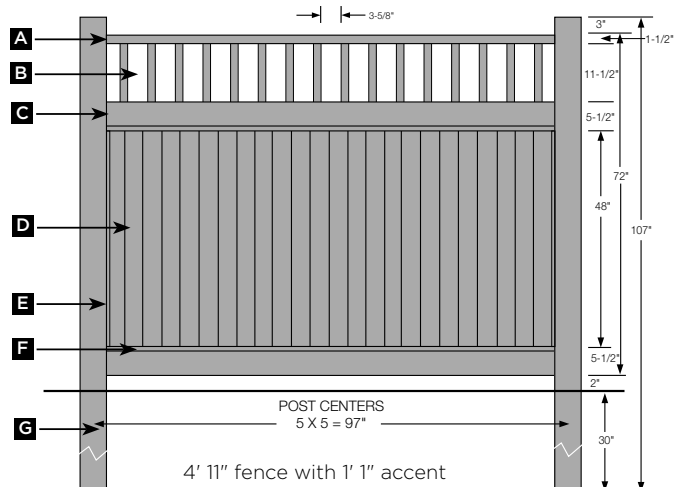 3-5/8"
3"
A
1-1/2"
B
11-1/2"
C
5-1/2"
72"
48"
107"
D
E
F
5-1/2"
2"
POST CENTERS
5 X 5 = 97"
G
30"
4' 11" fence with 1' 1" accent